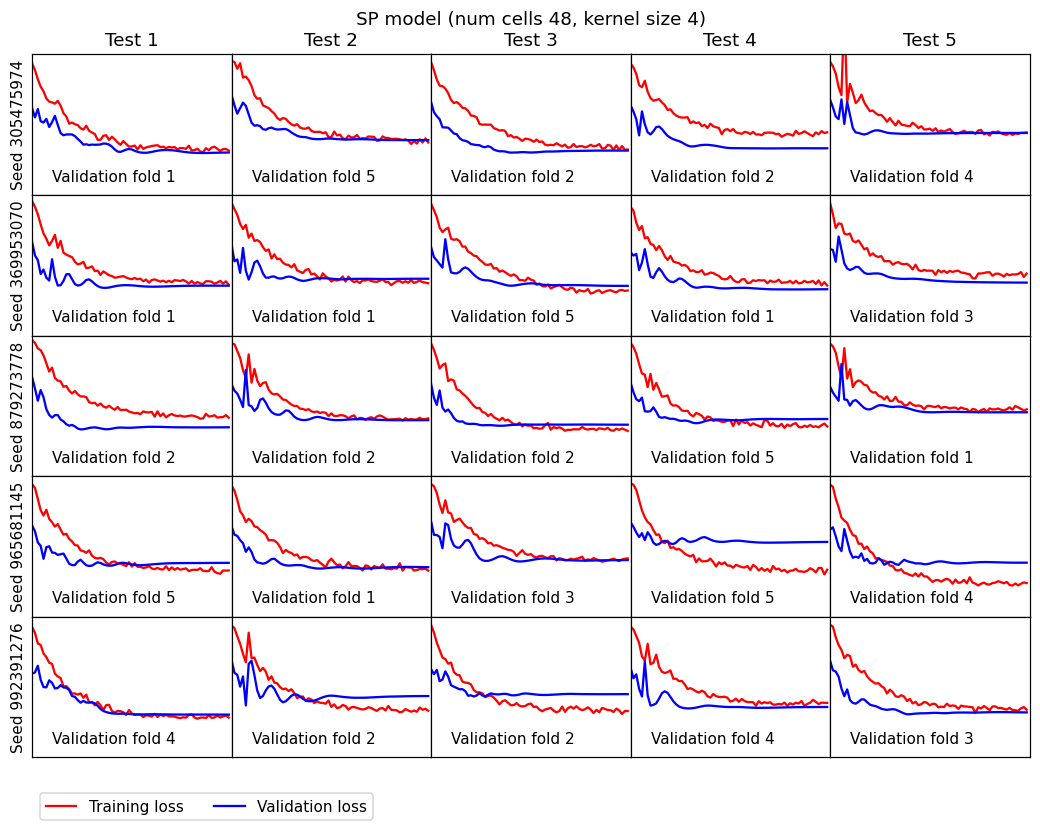 SP model (num cells 48, kernel size 4)
Test 1 Test 2 Test 3 Test 4 Test 5
Seed 305475974
Validation fold 1 Validation fold 5 Validation fold 2 Validation fold 2 Validation fold 4
Seed 369953070
Validation fold 1 Validation fold 1 Validation fold 5 Validation fold 1 Validation fold 3
Seed 879273778
Validation fold 2 Validation fold 2 Validation fold 2 Validation fold 5 Validation fold 1
Seed 965681145
Validation fold 5 Validation fold 1 Validation fold 3 Validation fold 5 Validation fold 4
Seed 992391276
Validation fold 4 Validation fold 2 Validation fold 2 Validation fold 4 Validation fold 3
Training loss Validation loss